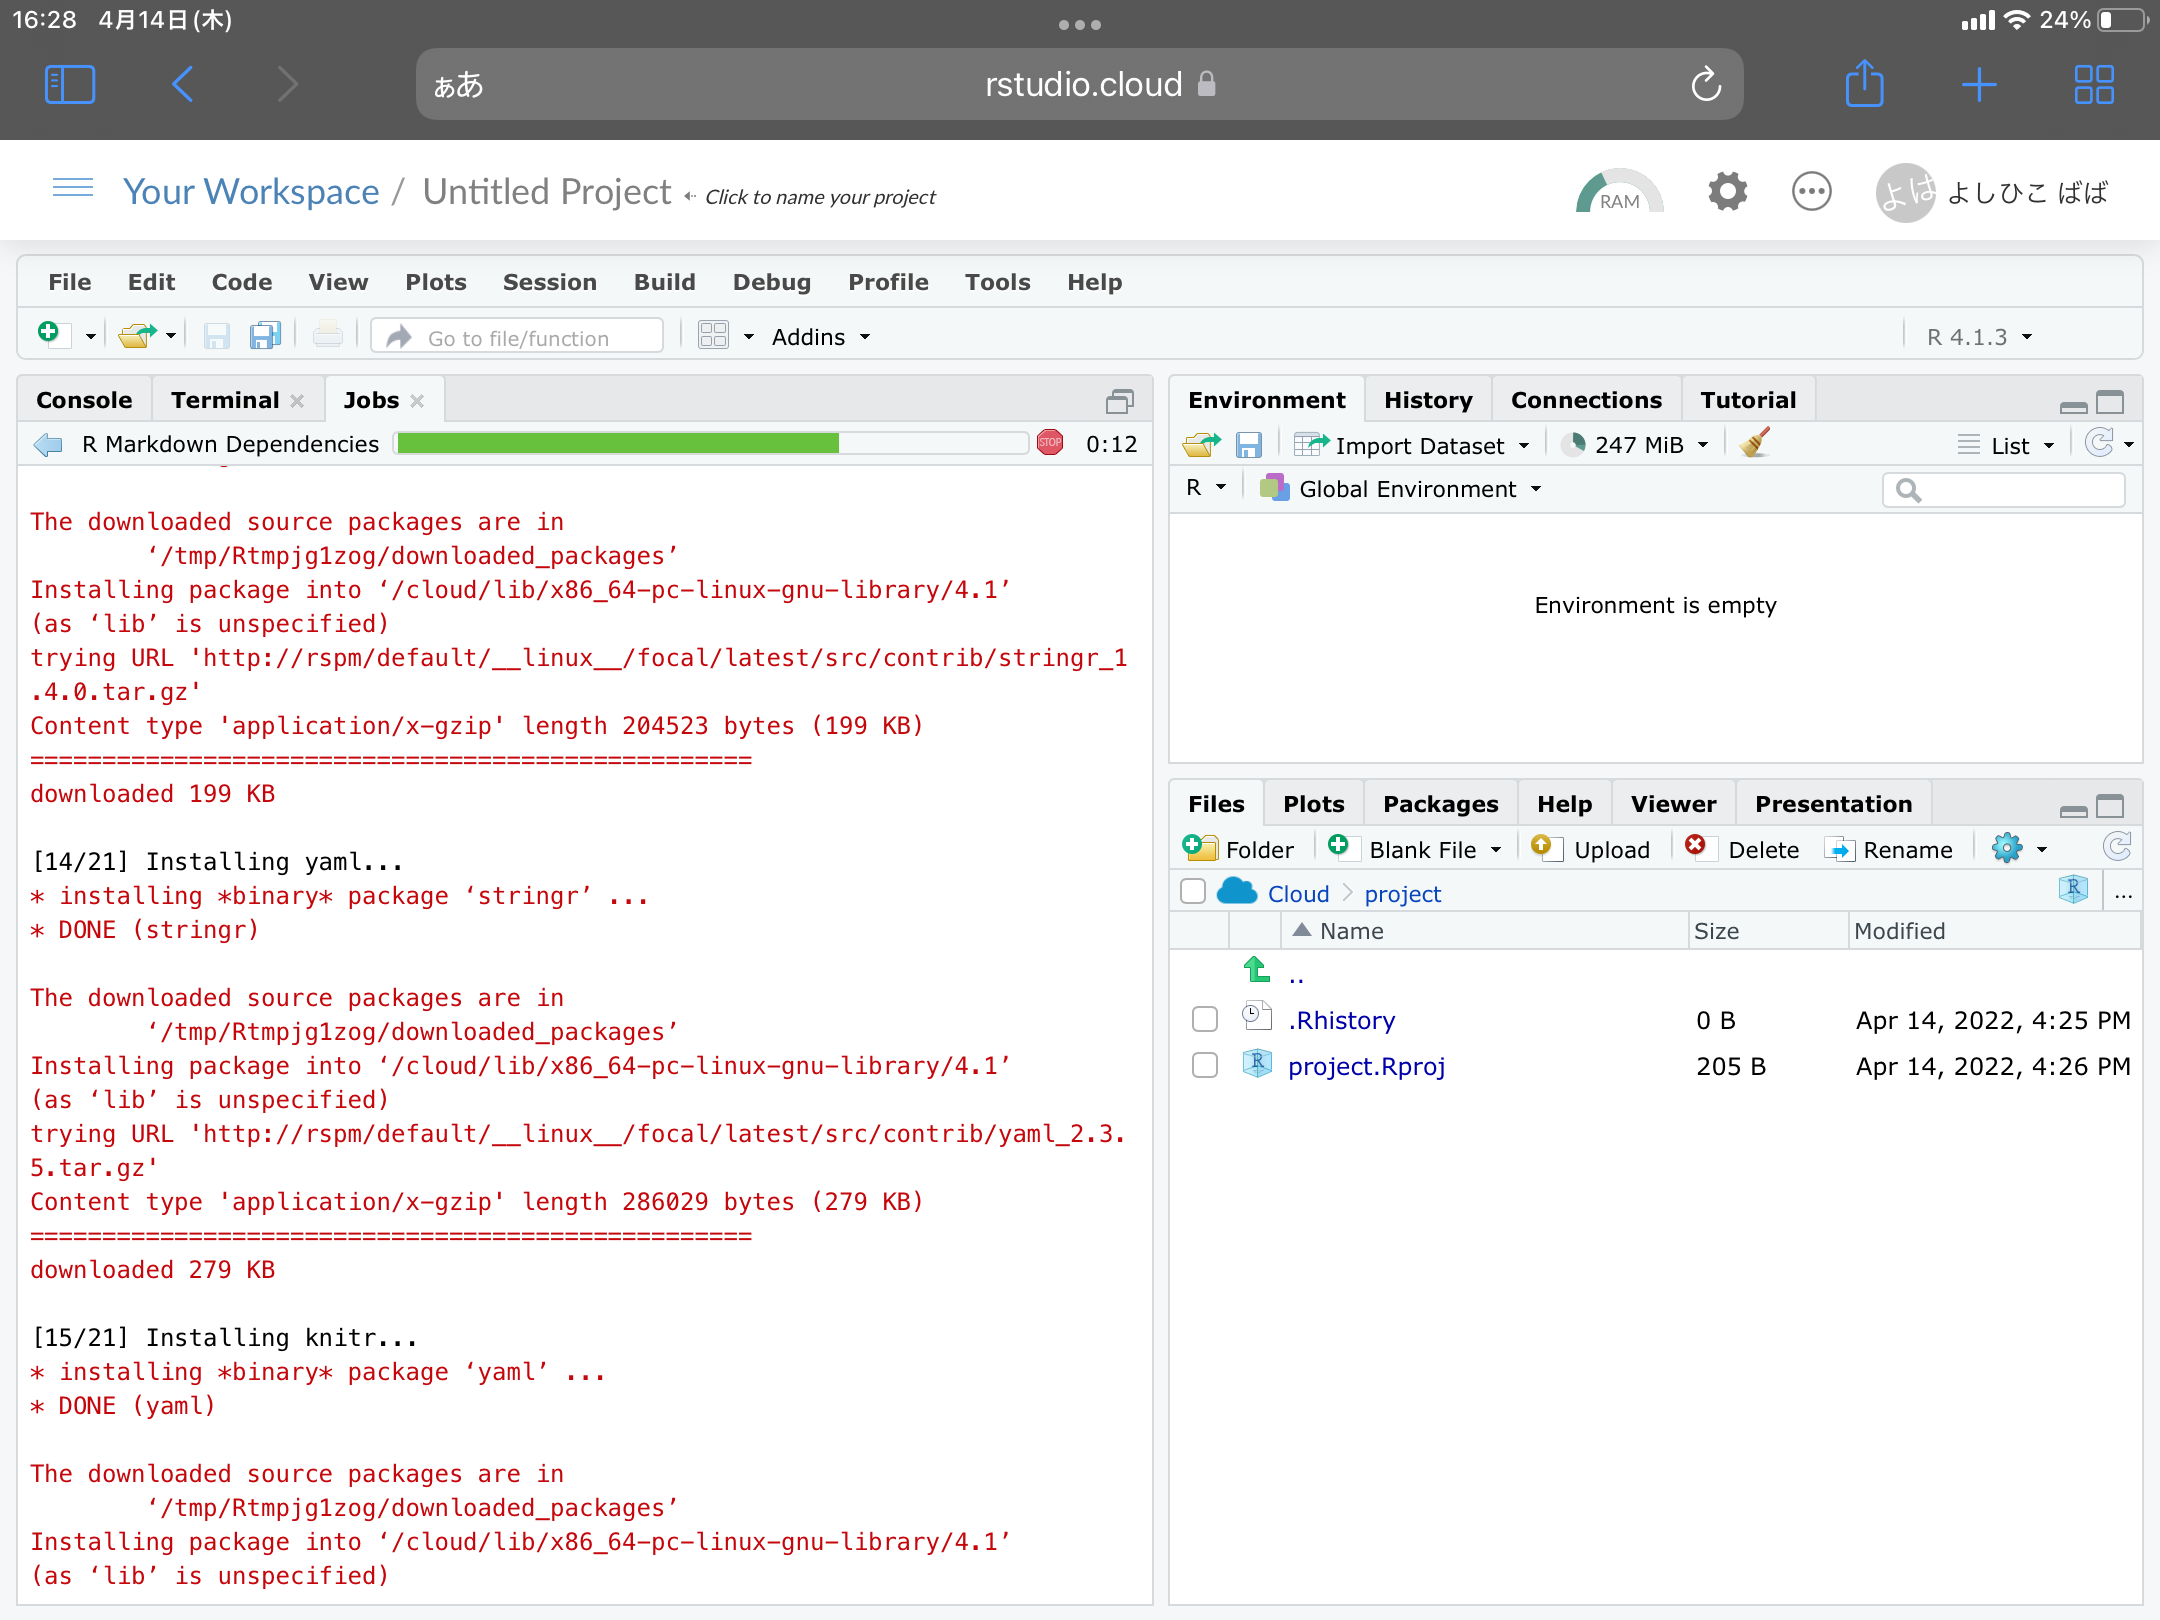 16:28 4月14日(木)
24%
ぁあ
rstudio.cloud
Your Workspace / Untitled Project Click to name your project
RAM
よは よしひこ ばば
File Edit Code View Plots Session Build Debug Profile Tools Help
Go to file/function
Addins
R 4.1.3
Console Terminal Jobs
R Markdown Dependencies STOP 0:12
The downloaded source packages are in
‘/tmp/Rtmpjg1zog/downloaded_packages’
Installing package into ‘/cloud/lib/x86_64-pc-linux-gnu-library/4.1’
(as ‘lib’ is unspecified)
trying URL 'http://rspm/default/__linux__/focal/latest/src/contrib/stringr_1
.4.0.tar.gz'
Content type 'application/x-gzip' length 204523 bytes (199 KB)
==================================================
downloaded 199 KB
[14/21] Installing yaml...
* installing *binary* package ‘stringr’ ...
* DONE (stringr)
The downloaded source packages are in
‘/tmp/Rtmpjg1zog/downloaded_packages’
Installing package into ‘/cloud/lib/x86_64-pc-linux-gnu-library/4.1’
(as ‘lib’ is unspecified)
trying URL 'http://rspm/default/__linux__/focal/latest/src/contrib/yaml_2.3.
5.tar.gz'
Content type 'application/x-gzip' length 286029 bytes (279 KB)
==================================================
downloaded 279 KB
[15/21] Installing knitr...
* installing *binary* package ‘yaml’ ...
* DONE (yaml)
The downloaded source packages are in
‘/tmp/Rtmpjg1zog/downloaded_packages’
Installing package into ‘/cloud/lib/x86_64-pc-linux-gnu-library/4.1’
(as ‘lib’ is unspecified)
Environment History Connections Tutorial
Import Dataset 247 MiB List
R Global Environment
Environment is empty
Files Plots Packages Help Viewer Presentation
Folder Blank File Upload Delete Rename
Cloud project R ...
Name Size Modified
..
.Rhistory 0 B Apr 14, 2022, 4:25 PM
R project.Rproj 205 B Apr 14, 2022, 4:26 PM